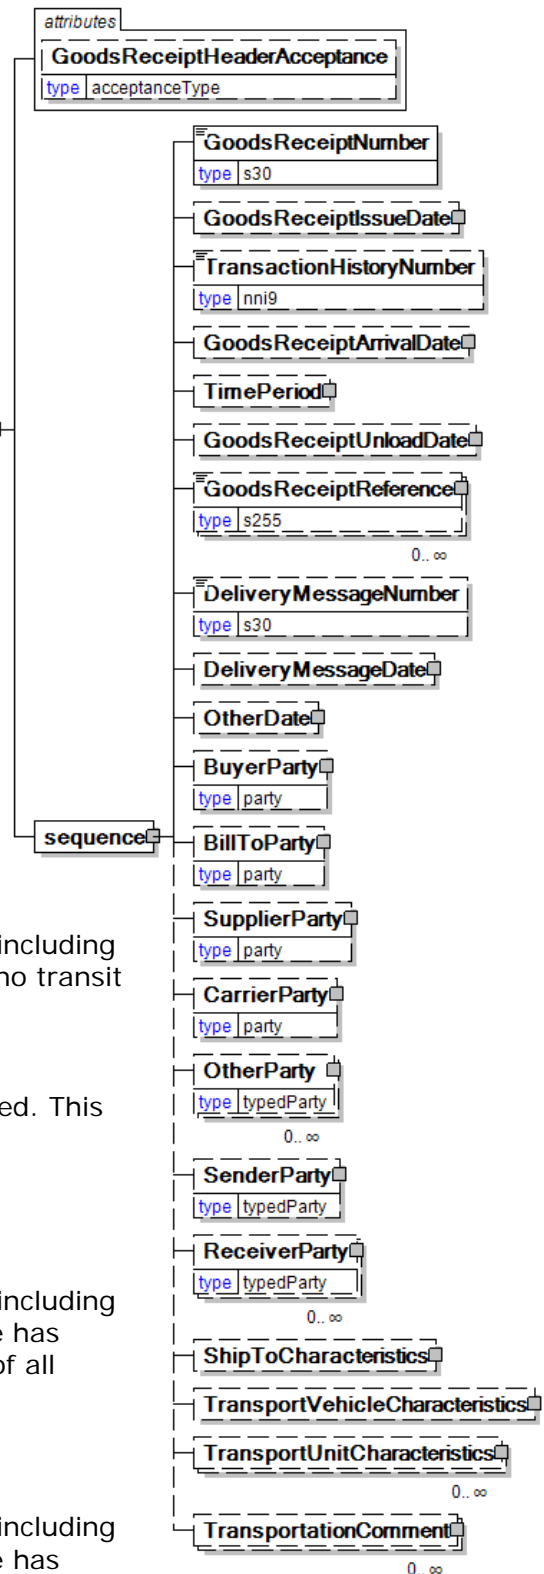 attributes
GoodsReceiptHeaderAcceptance
type acceptanceType
GoodsReceiptNumber
type s30
GoodsReceiptIssueDate
TransactionHistoryNumber
type nni9
GoodsReceiptArrivalDate
TimePeriod
GoodsReceiptUnloadDate
GoodsReceiptReference
type s255
0.. ∞
DeliveryMessageNumber
type s30
DeliveryMessageDate
OtherDate
BuyerParty
type party
sequence
BillToParty
type party
SupplierParty
type party
including
no transit
CarrierParty
type party
OtherParty
type typedParty
0.. ∞
ed. This
SenderParty
type typedParty
ReceiverParty
type typedParty
0.. ∞
including
e has
of all
ShipToCharacteristics
TransportVehicleCharacteristics
TransportUnitCharacteristics
0.. ∞
including
e has
TransportationComment
0.. ∞